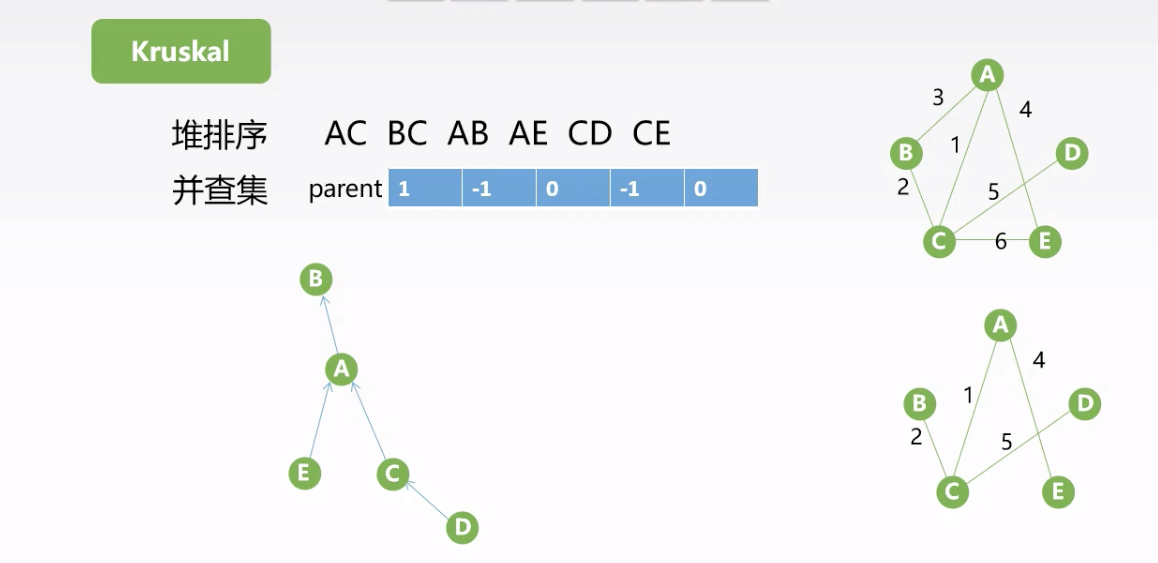 Kruskal
堆排序 AC BC AB AE CD CE
并查集 parent 1 -1 0 -1 0
A
3
4
B
1
D
2
5
C
6
E
B
A
E
C
D
A
4
1
B
D
2
5
C
E